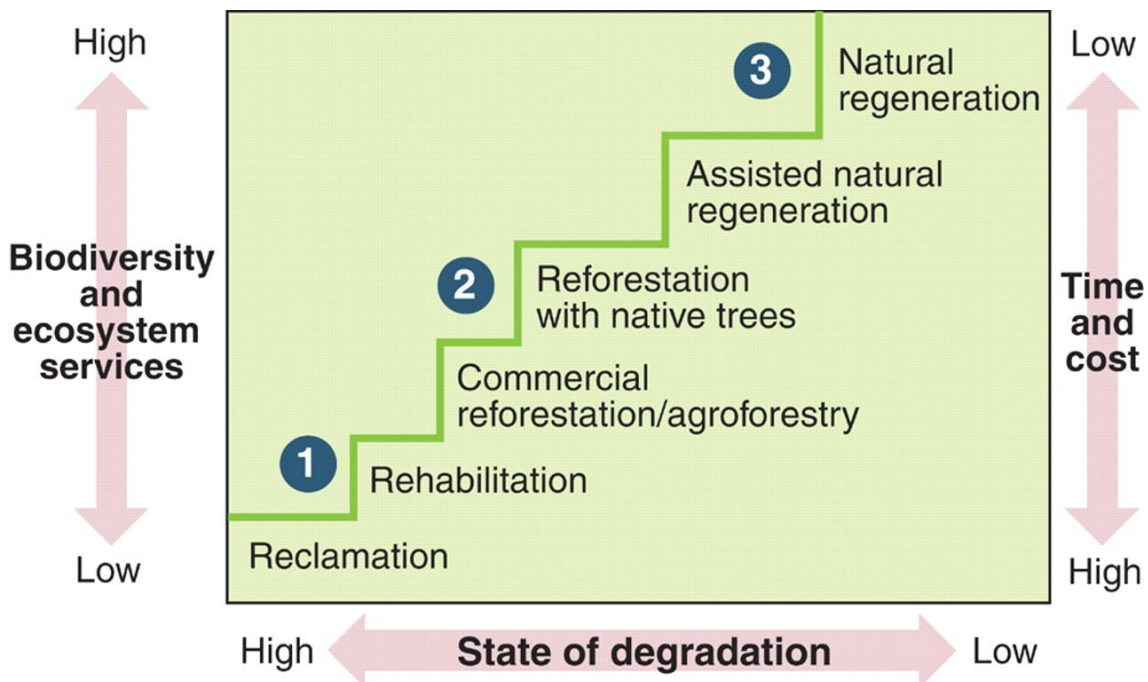 High
Low
3
Natural
regeneration
Assisted natural
regeneration
Biodiversity
and
ecosystem
services
2
Reforestation
with native trees
Time
and
cost
Commercial
reforestation/agroforestry
1
Rehabilitation
Reclamation
Low
High
High
State of degradation
Low